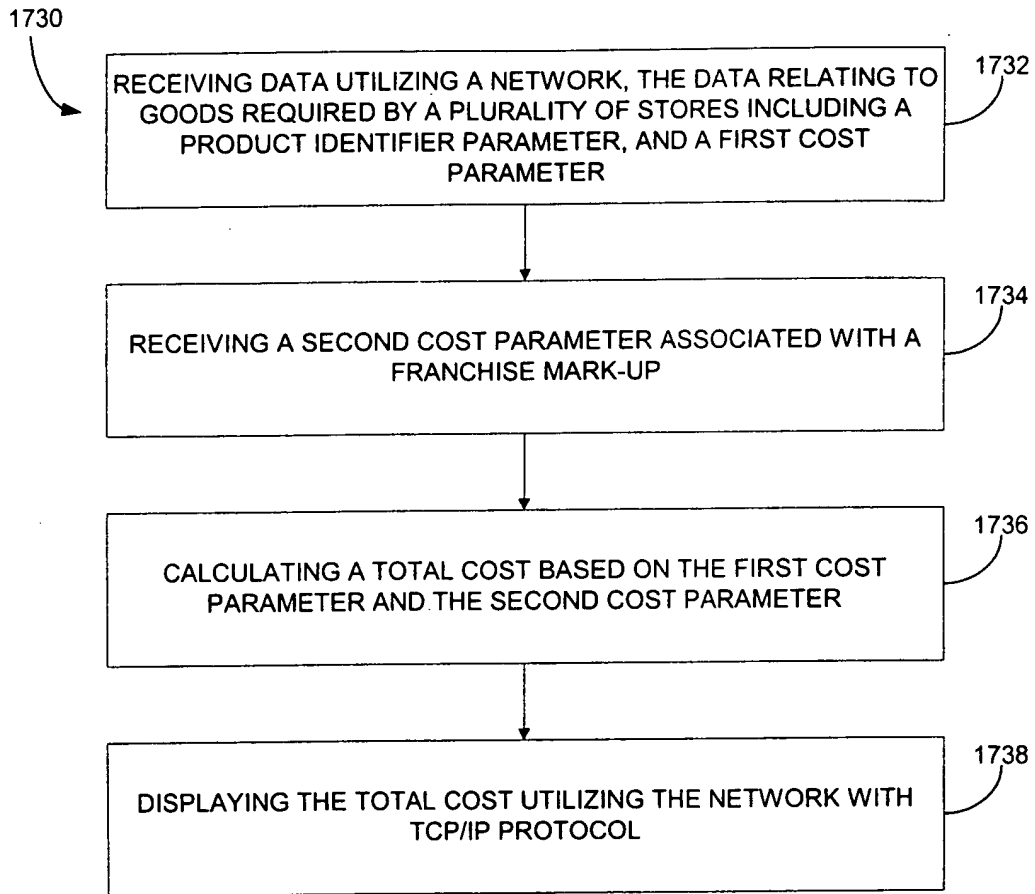 1730
RECEIVING DATA UTILIZING A NETWORK, THE DATA RELATING TO
GOODS REQUIRED BY A PLURALITY OF STORES INCLUDING A
PRODUCT IDENTIFIER PARAMETER, AND A FIRST COST
PARAMETER
1732
RECEIVING A SECOND COST PARAMETER ASSOCIATED WITH A
FRANCHISE MARK-UP
1734
CALCULATING A TOTAL COST BASED ON THE FIRST COST
PARAMETER AND THE SECOND COST PARAMETER
1736
DISPLAYING THE TOTAL COST UTILIZING THE NETWORK WITH
TCP/IP PROTOCOL
1738